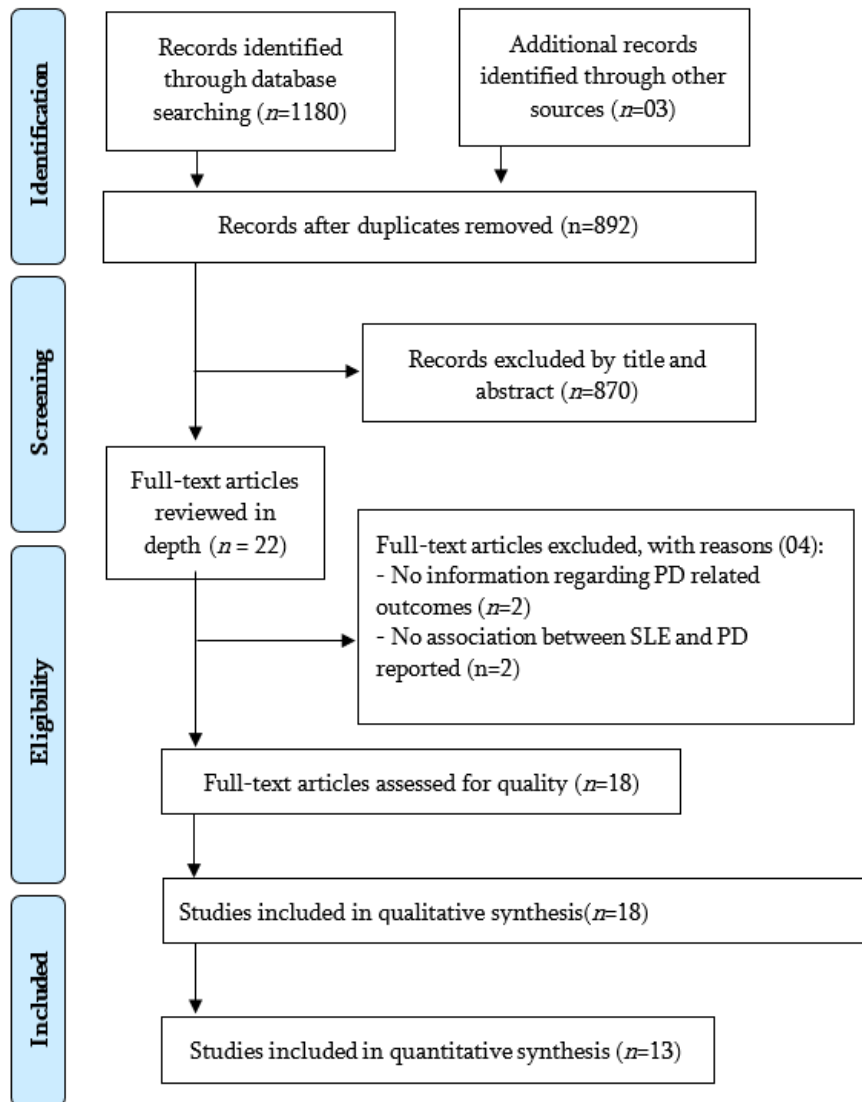 Identification
Records identified
through database
searching (n=1180)
Additional records
identified through other
sources (n=03)
Records after duplicates removed (n=892)
Screening
Records excluded by title and
abstract (n=870)
Full-text articles
reviewed in
depth (n = 22)
Eligibility
Full-text articles excluded, with reasons (04):
- No information regarding PD related
outcomes (n=2)
- No association between SLE and PD
reported (n=2)
Full-text articles assessed for quality (n=18)
Included
Studies included in qualitative synthesis(n=18)
Studies included in quantitative synthesis (n=13)